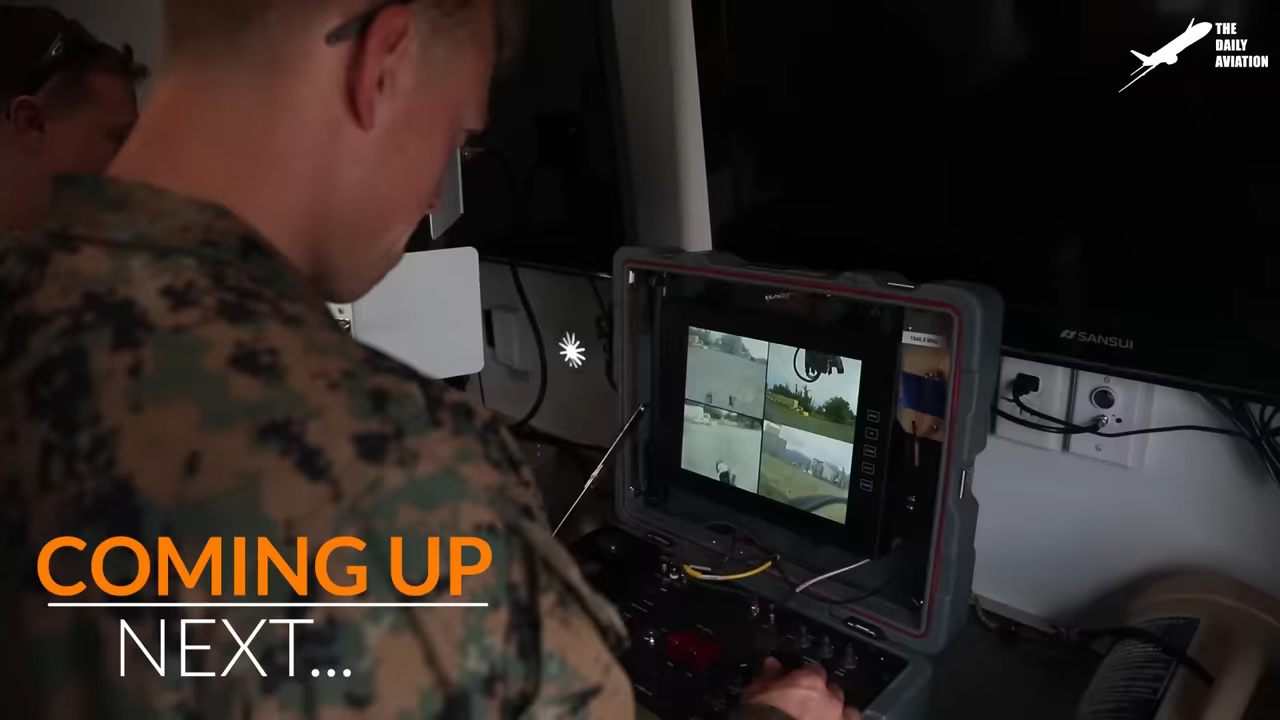 THE
DAILY
AVIATION
SANSUI
COMING UP
NEXT...